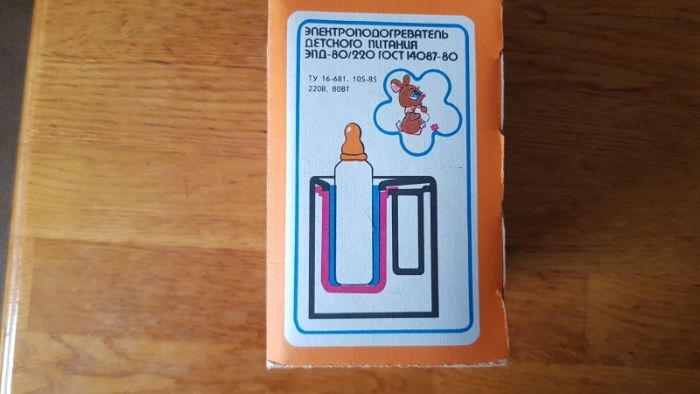 ЭЛЕКТРОПОДОГРЕВАТЕЛЬ
ДЕТСКОГО ПИТАНИЯ
ЭПД-80/220 ГОСТ 14087-80
ТУ 16-681. 105-85
220В, 80ВТ